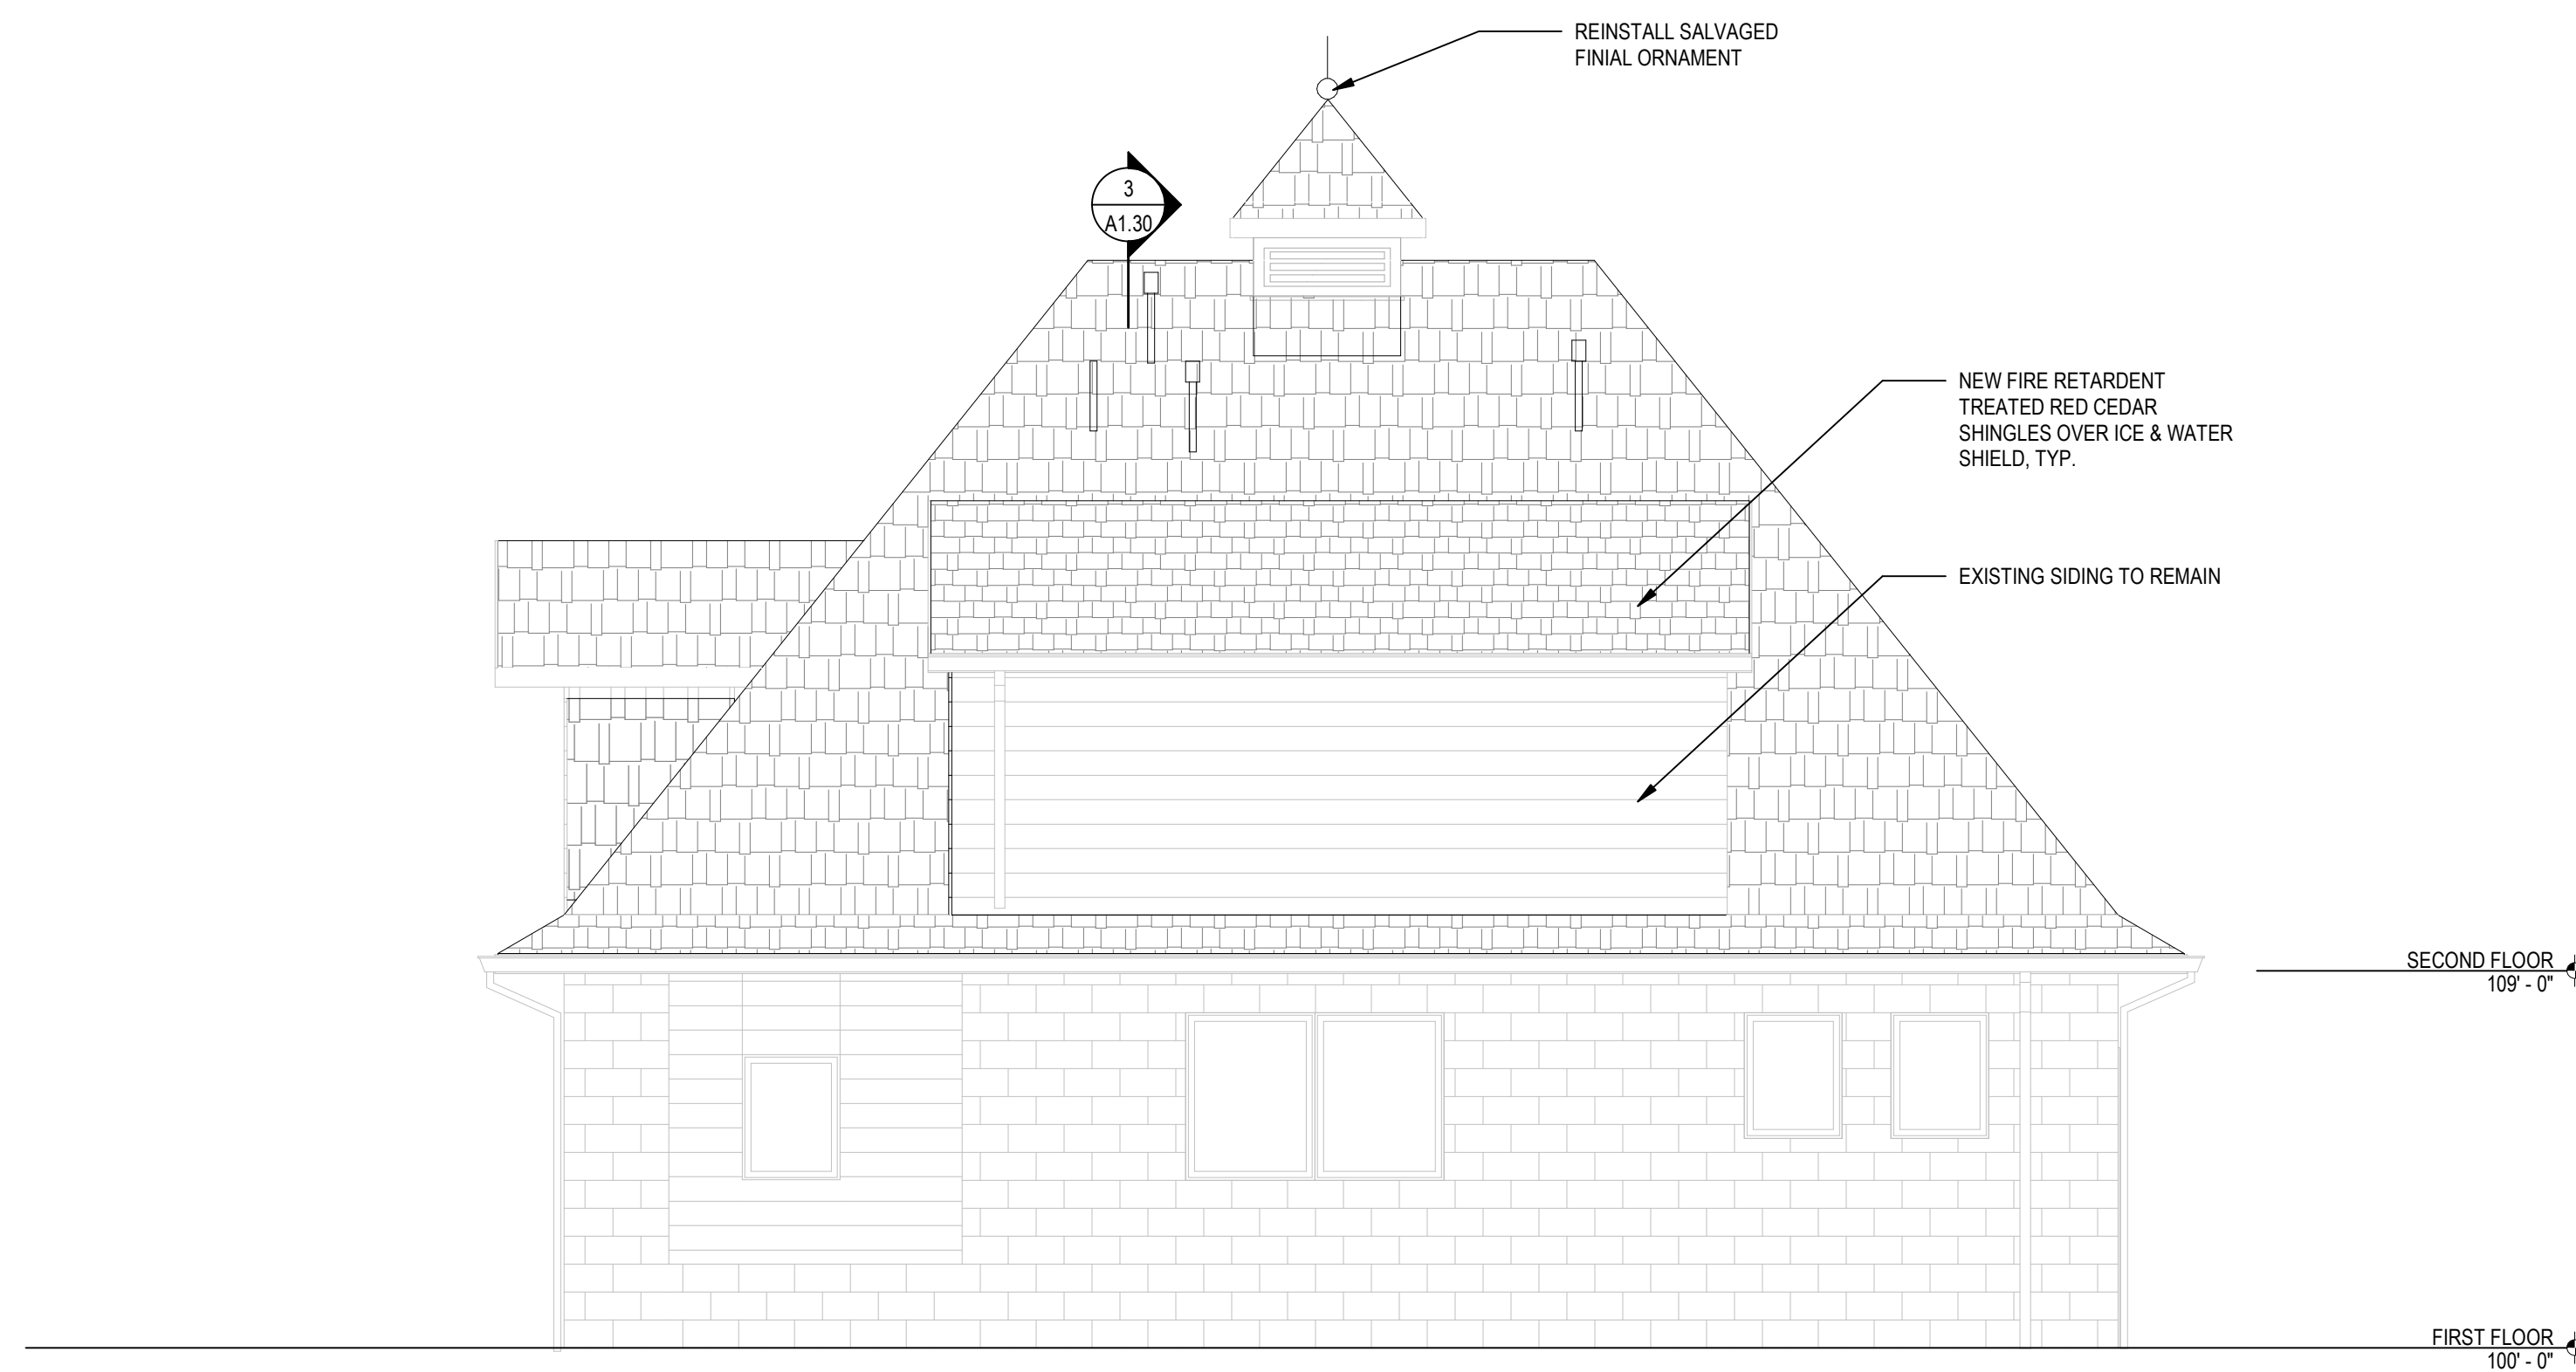 REINSTALL SALVAGED
FINIAL ORNAMENT
3
A1.30
NEW FIRE RETARDENT
TREATED RED CEDAR
SHINGLES OVER ICE & WATER
SHIELD, TYP.
EXISTING SIDING TO REMAIN
SECOND FLOOR
109' - 0"
FIRST FLOOR
100' - 0"